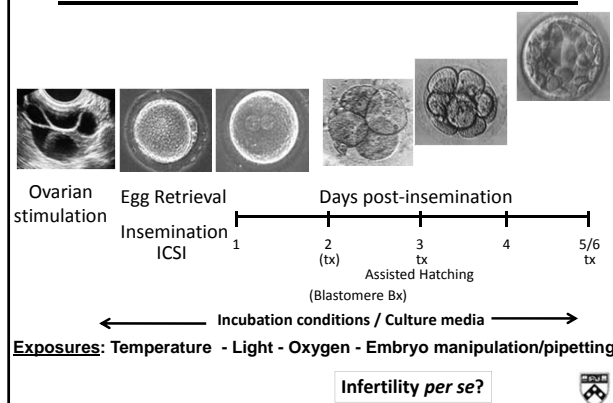 Ovarian
stimulation
Egg Retrieval
Insemination
ICSI
Days post-insemination
1
2
(tx)
3
tx
4
5/6
tx
Assisted Hatching
(Blastomere Bx)
Incubation conditions / Culture media
Exposures: Temperature - Light - Oxygen - Embryo manipulation/pipetting
Infertility per se?